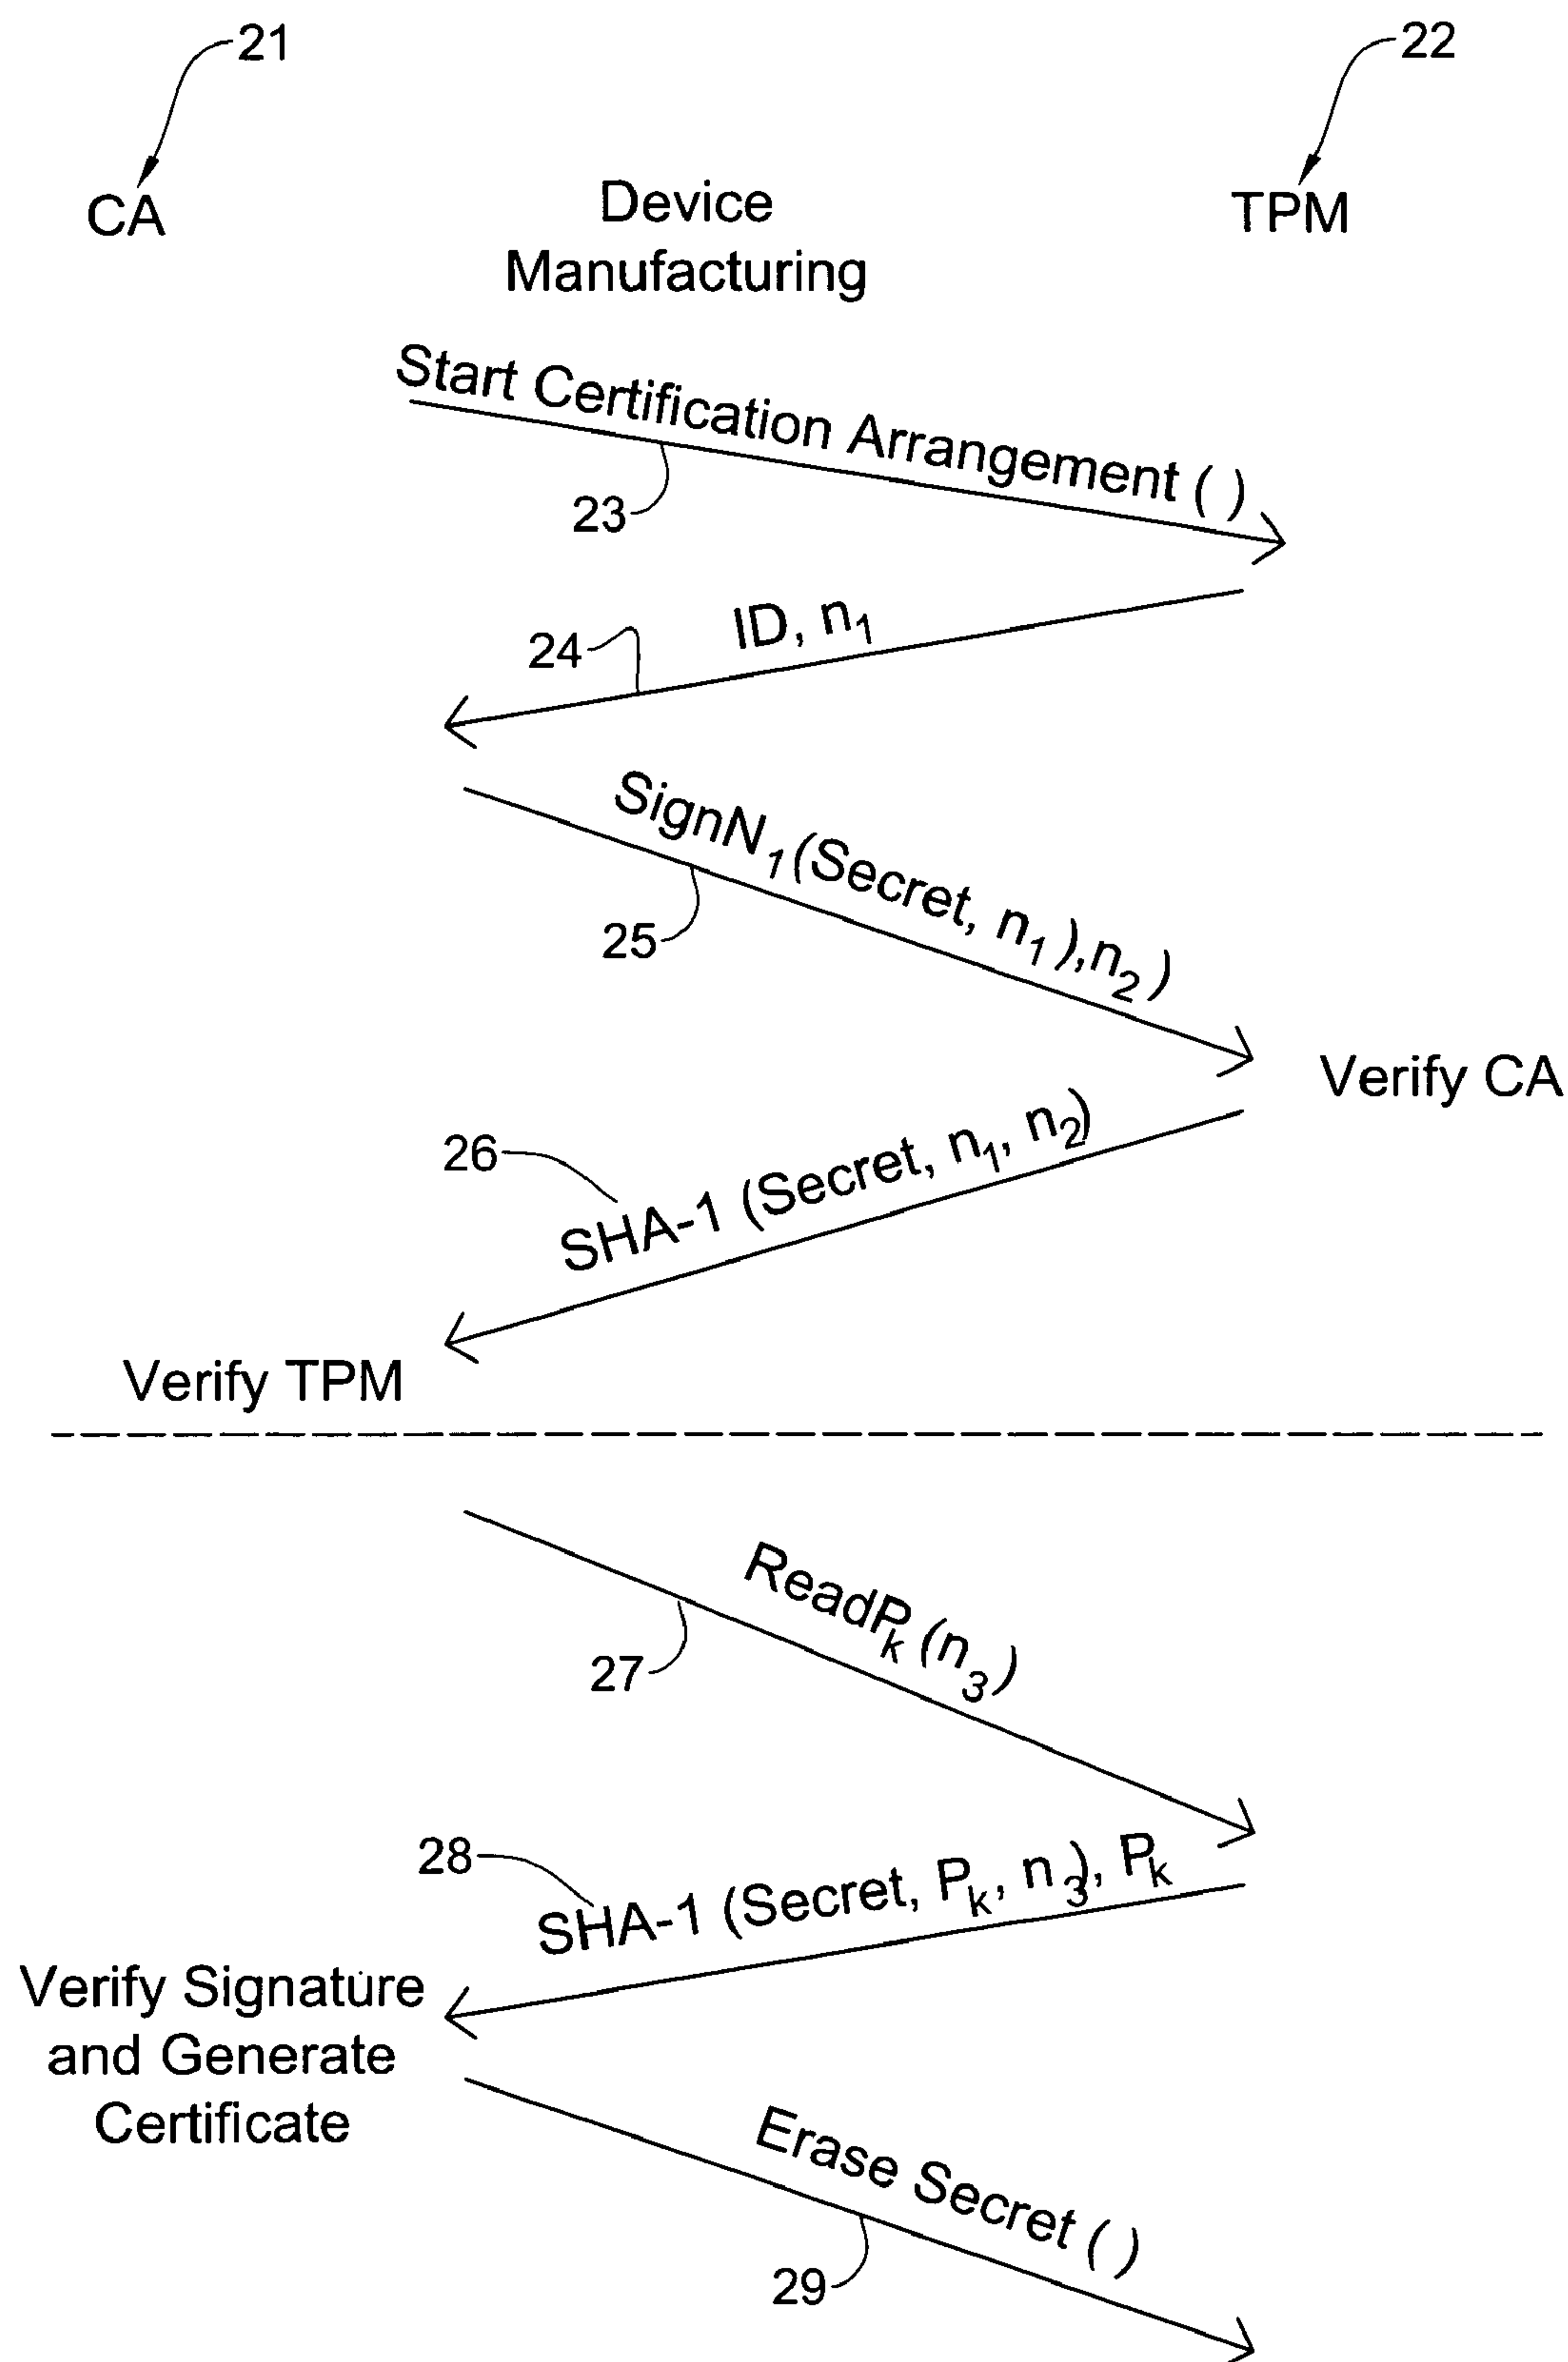 21
22
CA
Device
Manufacturing
TPM
Start Certification Arrangement ( )
23
ID, n₁
24
SignN₁(Secret, n₁),n₂)
25
Verify CA
26
SHA-1 (Secret, n₁, n₂)
Verify TPM
ReadPₖ (n₃)
27
28
SHA-1 (Secret, Pₖ, n₃), Pₖ
Verify Signature
and Generate
Certificate
Erase Secret ( )
29